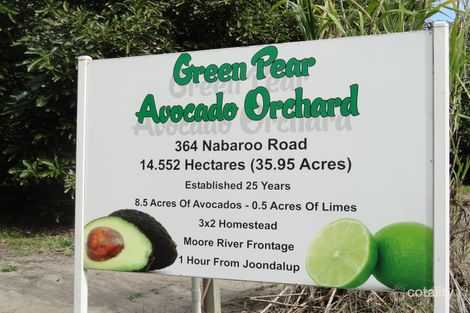 Green Pear
Avocado Orchard
364 Nabaroo Road
14.552 Hectares (35.95 Acres)
Established 25 Years
8.5 Acres Of Avocados - 0.5 Acres Of Limes
3x2 Homestead
Moore River Frontage
1 Hour From Joondalup
cotality